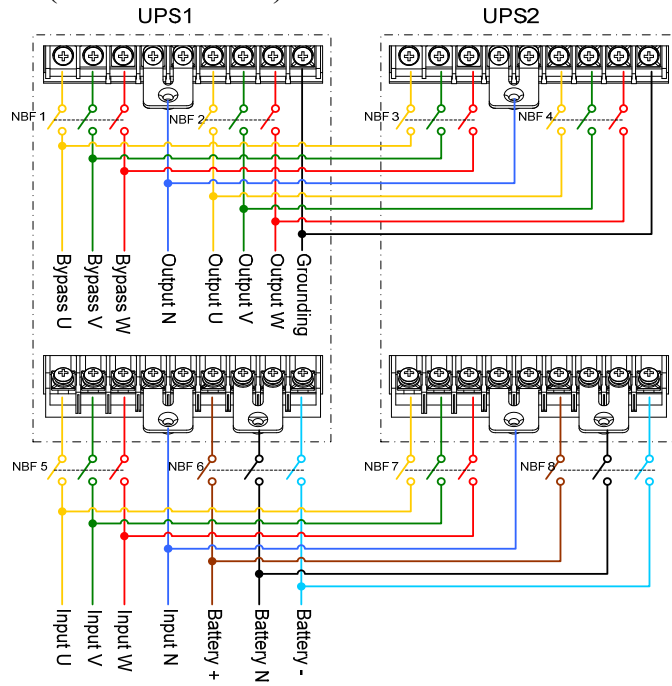 UPS1
UPS2
NBF 1
NBF 2
NBF 3
NBF 4
Bypass U
Bypass V
Bypass W
Output N
Output U
Output V
Output W
Grounding
NBF 5
NBF 6
NBF 7
NBF 8
Input U
Input V
Input W
Input N
Battery +
Battery N
Battery -